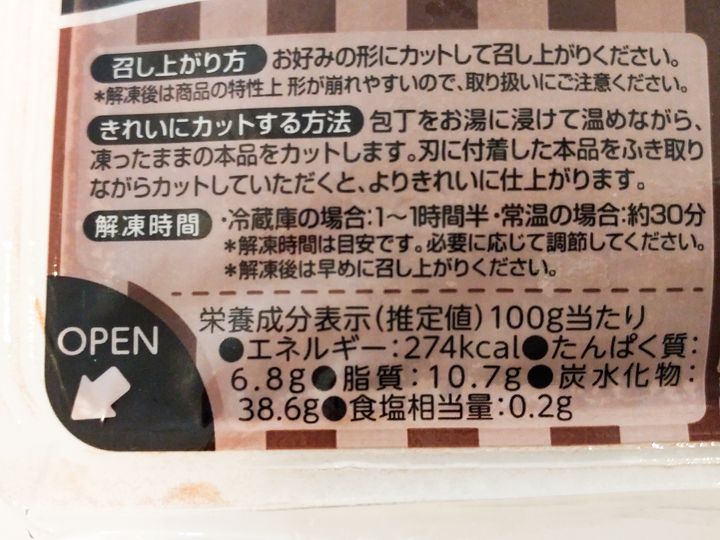 召し上がり方 お好みの形にカットして召し上がりください。
*解凍後は商品の特性上 形が崩れやすいので、取り扱いにご注意ください。
きれいにカットする方法 包丁をお湯に浸けて温めながら、
凍ったままの本品をカットします。刃に付着した本品をふき取り
ながらカットしていただくと、よりきれいに仕上がります。
解凍時間 ・冷蔵庫の場合:1〜1時間半・常温の場合:約30分
*解凍時間は目安です。必要に応じて調節してください。
*解凍後は早めに召し上がりください。
OPEN
栄養成分表示(推定値)100g当たり
●エネルギー:274kcal●たんぱく質:
6.8g●脂質:10.7g●炭水化物:
38.6g●食塩相当量:0.2g